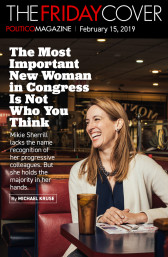 THE FRIDAY COVER
POLITICO MAGAZINE | February 15, 2019
The Most
Important
New Woman
in Congress
Is Not
Who You
Think
Mikie Sherrill
lacks the name
recognition of
her progressive
colleagues. But
she holds the
majority in her
hands.
By MICHAEL KRUSE